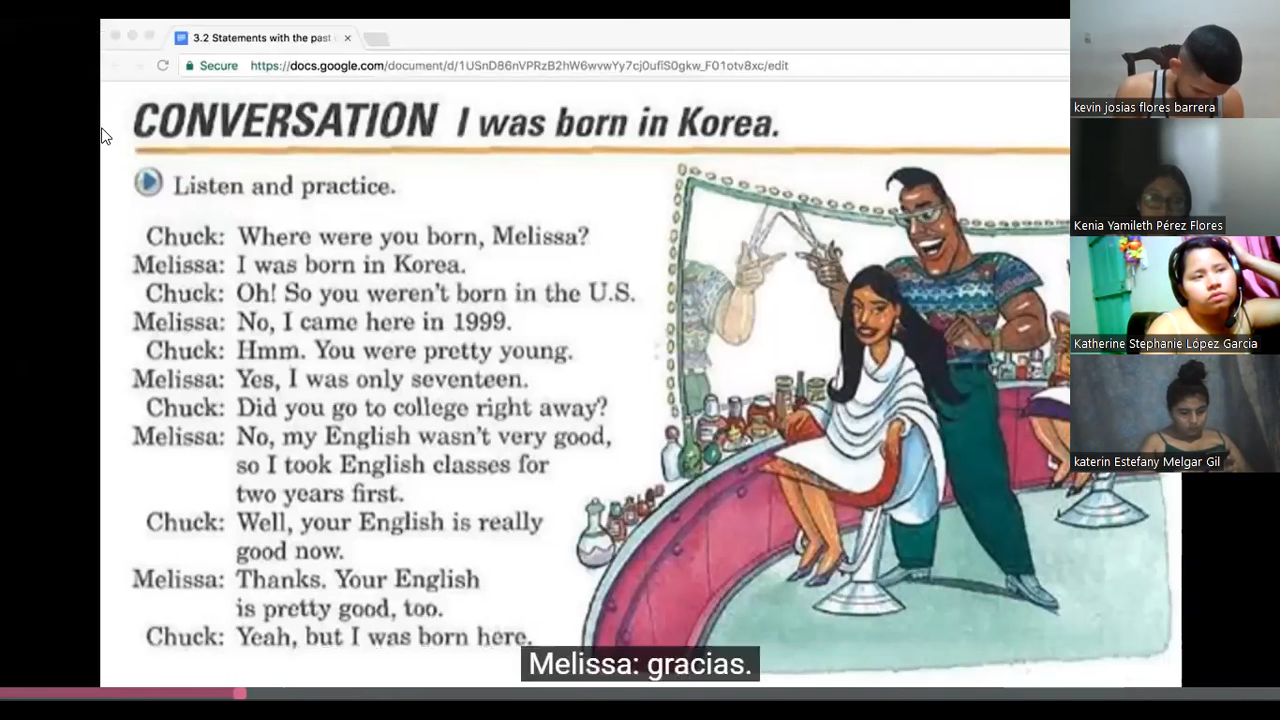 3.2 Statements with the past
Secure https://docs.google.com/document/d/1USnD86nVPRzB2hW6wvwYy7cj0ufiS0gkw_F01otv8xc/edit
CONVERSATION I was born in Korea.
Listen and practice.
Chuck: Where were you born, Melissa?
Melissa: I was born in Korea.
Chuck: Oh! So you weren't born in the U.S.
Melissa: No, I came here in 1999.
Chuck: Hmm. You were pretty young.
Melissa: Yes, I was only seventeen.
Chuck: Did you go to college right away?
Melissa: No, my English wasn't very good,
so I took English classes for
two years first.
Chuck: Well, your English is really
good now.
Melissa: Thanks. Your English
is pretty good, too.
Chuck: Yeah, but I was born here.
Melissa: gracias.
kevin josias flores barrera
Kenia Yamileth Pérez Flores
Katherine Stephanie López Garcia
katerin Estefany Melgar Gil